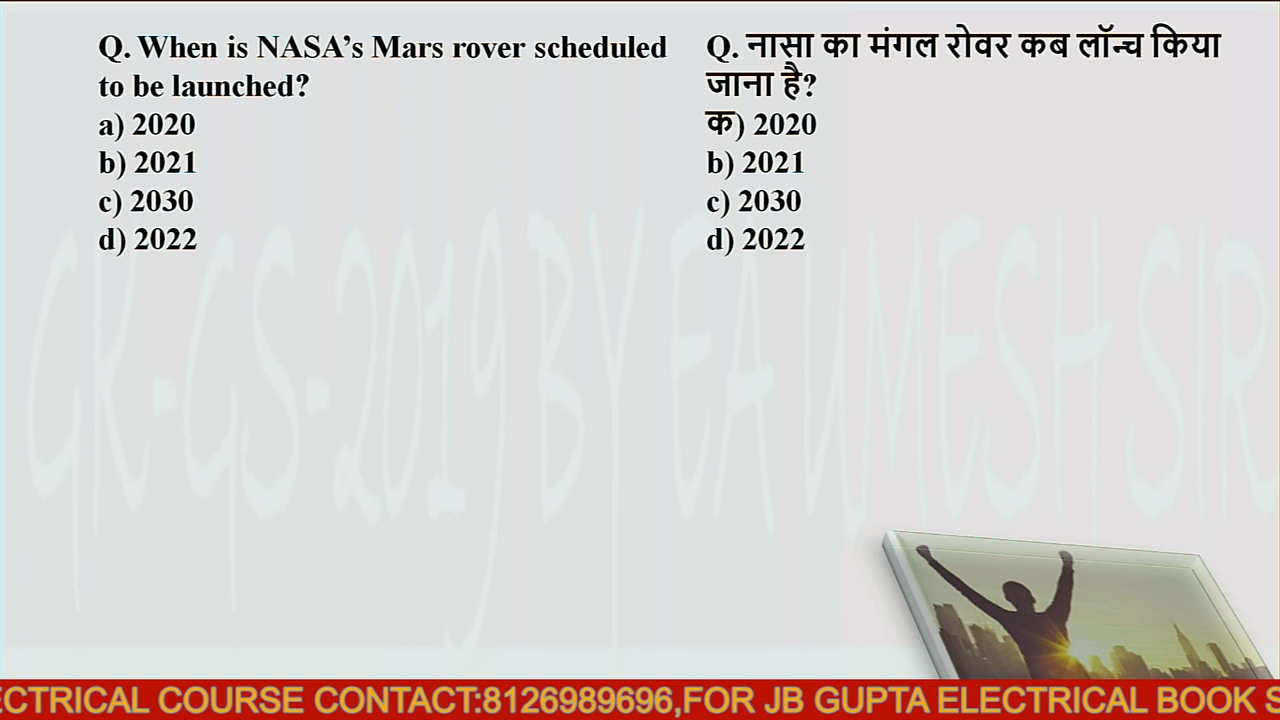 Q. When is NASA’s Mars rover scheduled
to be launched?
a) 2020
b) 2021
c) 2030
d) 2022
Q. नासा का मंगल रोवर कब लॉन्च किया
जाना है?
क) 2020
b) 2021
c) 2030
d) 2022
GK-GS-2019 BY EA UMESH SIR
ECTRICAL COURSE CONTACT:8126989696,FOR JB GUPTA ELECTRICAL BOOK S